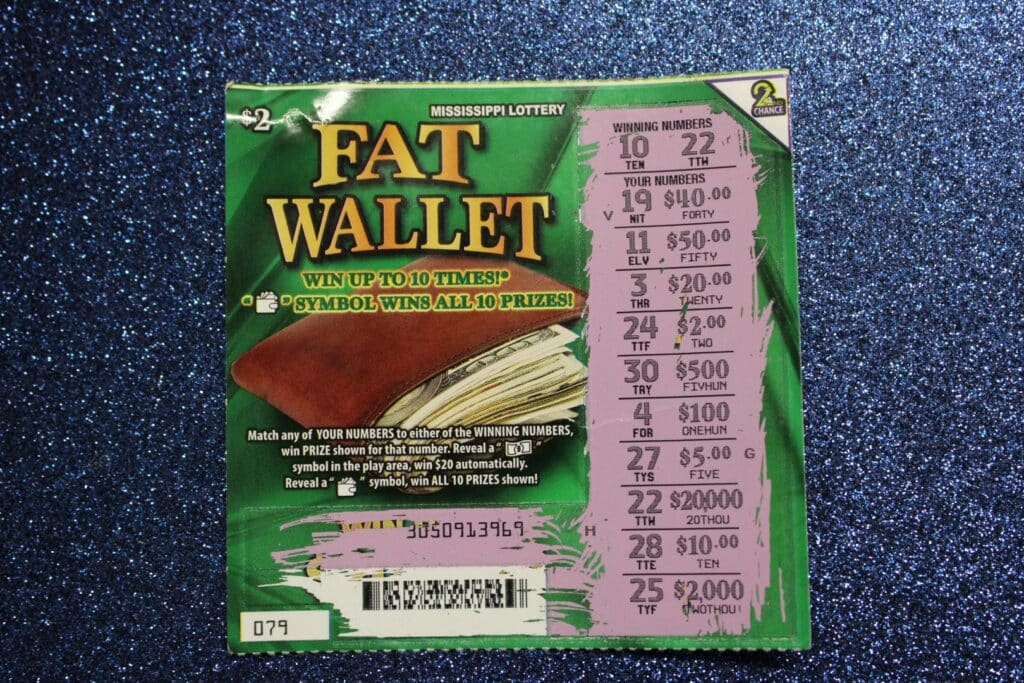 $2
MISSISSIPPI LOTTERY
2ND
CHANCE
FAT
WALLET
WIN UP TO 10 TIMES!*
" " SYMBOL WINS ALL 10 PRIZES!
Match any of YOUR NUMBERS to either of the WINNING NUMBERS,
win PRIZE shown for that number. Reveal a " "
symbol in the play area, win $20 automatically.
Reveal a " " symbol, win ALL 10 PRIZES shown!
3050913969
079
WINNING NUMBERS
10 22
TEN TTW
YOUR NUMBERS
19 $40.00
V NIT FORTY
11 $50.00
ELV FIFTY
3 $20.00
THR TWENTY
24 $2.00
TTF TWO
30 $500
TRY FIVHUN
4 $100
FOR ONEHUN
27 $5.00 G
TYS FIVE
22 $20,000
TTW 20THOU
H 28 $10.00
TTE TEN
25 $2,000
TYF TWOTHOU